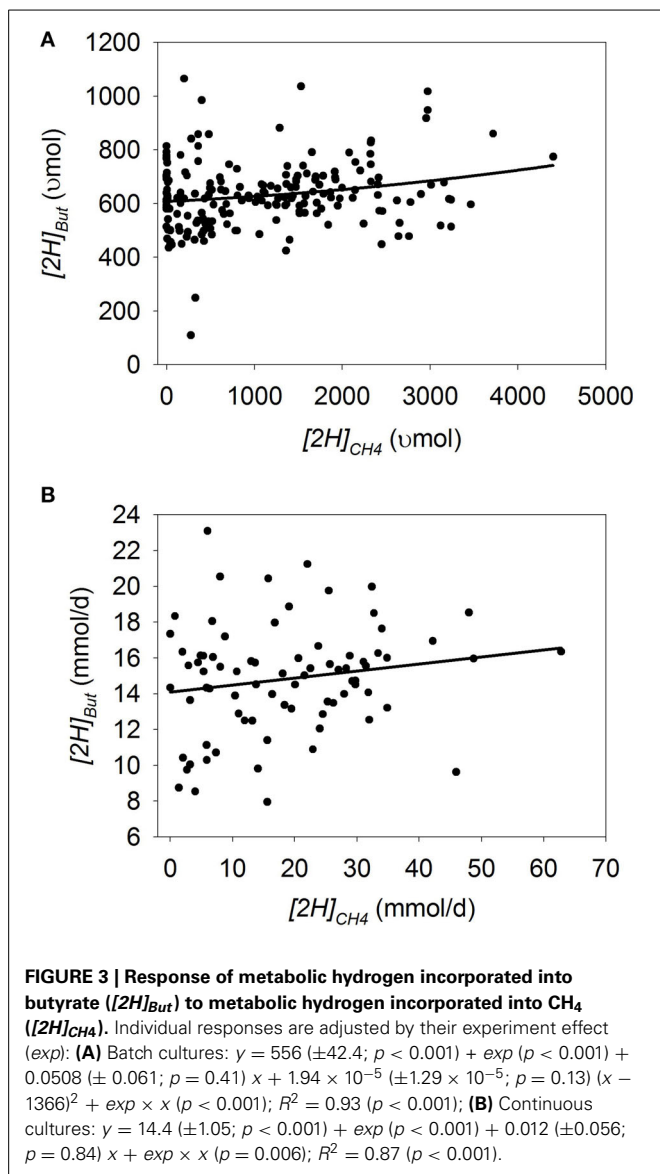 A
1200
1000
800
600
400
200
0
[2H]But (υmol)
0 1000 2000 3000 4000 5000
[2H]CH4 (υmol)
B
24
22
20
18
16
14
12
10
8
6
[2H]But (mmol/d)
0 10 20 30 40 50 60 70
[2H]CH4 (mmol/d)
FIGURE 3 | Response of metabolic hydrogen incorporated into
butyrate ([2H]But) to metabolic hydrogen incorporated into CH4
([2H]CH4). Individual responses are adjusted by their experiment effect
(exp): (A) Batch cultures: y = 556 (±42.4; p < 0.001) + exp (p < 0.001) +
0.0508 (± 0.061; p = 0.41) x + 1.94 × 10−5 (±1.29 × 10−5; p = 0.13) (x −
1366)2 + exp × x (p < 0.001); R2 = 0.93 (p < 0.001); (B) Continuous
cultures: y = 14.4 (±1.05; p < 0.001) + exp (p < 0.001) + 0.012 (±0.056;
p = 0.84) x + exp × x (p = 0.006); R2 = 0.87 (p < 0.001).